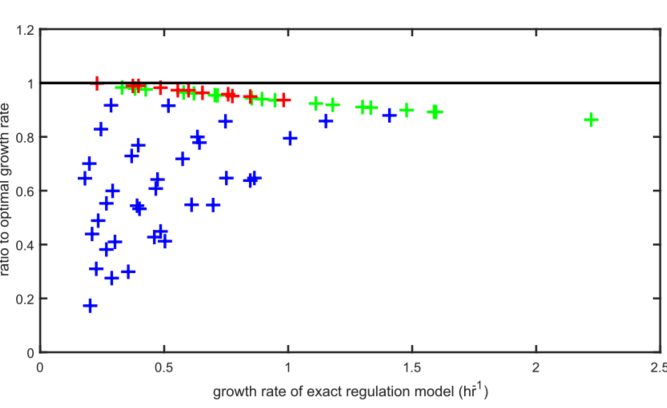 1.2
1
0.8
0.6
0.4
0.2
0
0 0.5 1 1.5 2 2.5
ratio to optimal growth rate
growth rate of exact regulation model (hr⁻¹)